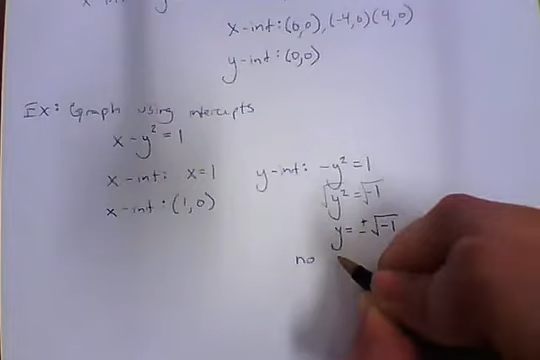 x-int: (0,0), (-4,0) (4,0)
y-int: (0,0)
Ex: Graph using intercepts
x - y² = 1
x-int: x=1
x-int: (1,0)
y-int: -y² = 1
√y² = √-1
y = ±√-1
no